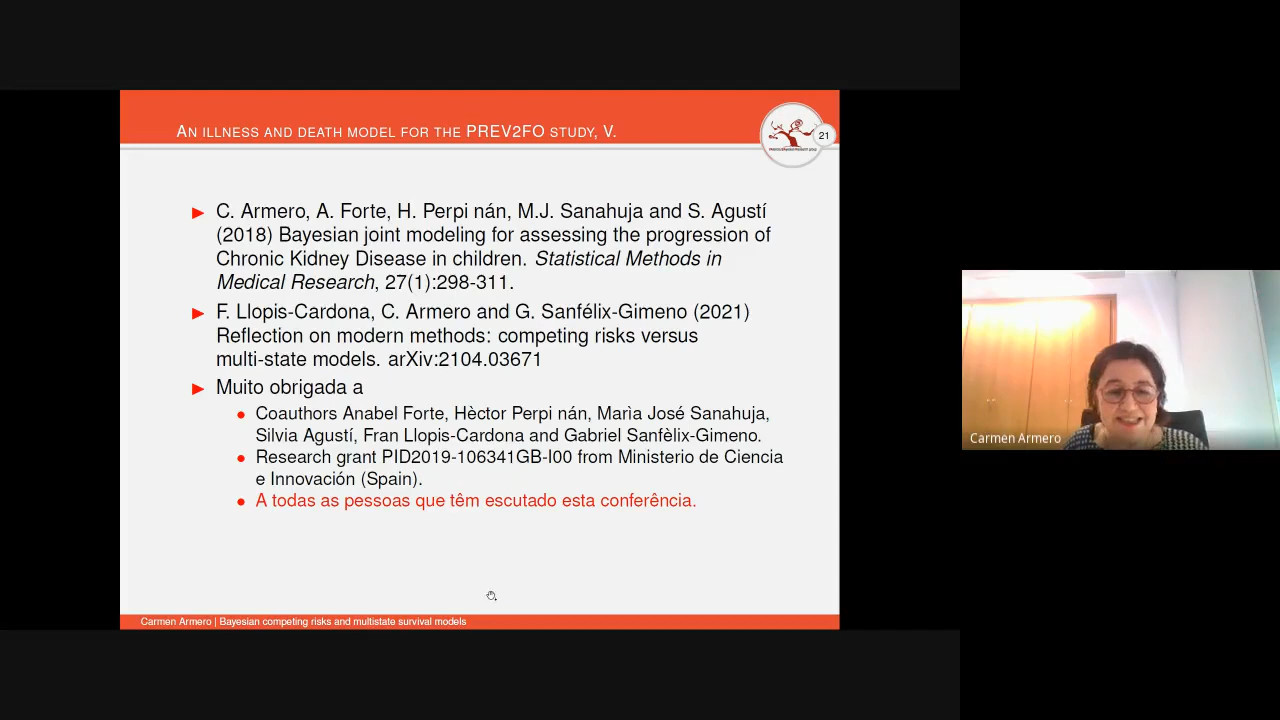 AN ILLNESS AND DEATH MODEL FOR THE PREV2FO STUDY, V.
21
C. Armero, A. Forte, H. Perpi nán, M.J. Sanahuja and S. Agustí
(2018) Bayesian joint modeling for assessing the progression of
Chronic Kidney Disease in children. Statistical Methods in
Medical Research, 27(1):298-311.
F. Llopis-Cardona, C. Armero and G. Sanfélix-Gimeno (2021)
Reflection on modern methods: competing risks versus
multi-state models. arXiv:2104.03671
Muito obrigada a
Coauthors Anabel Forte, Hèctor Perpi nán, Marìa José Sanahuja,
Silvia Agustí, Fran Llopis-Cardona and Gabriel Sanfèlix-Gimeno.
Research grant PID2019-106341GB-I00 from Ministerio de Ciencia
e Innovación (Spain).
A todas as pessoas que têm escutado esta conferência.
Carmen Armero | Bayesian competing risks and multistate survival models
Carmen Armero